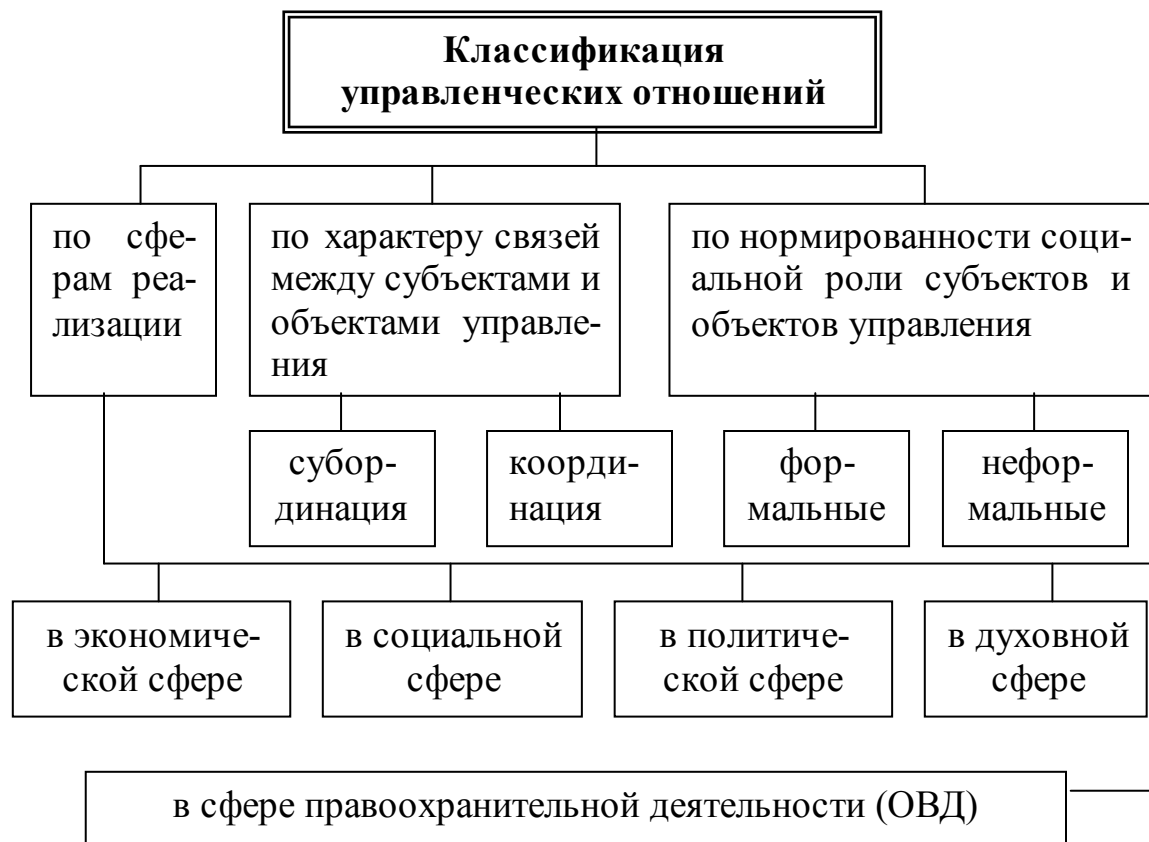 Классификация
управленческих отношений
по сфе-
рам реа-
лизации
по характеру связей
между субъектами и
объектами управле-
ния
по нормированности соци-
альной роли субъектов и
объектов управления
субор-
динация
коорди-
нация
фор-
мальные
нефор-
мальные
в экономиче-
ской сфере
в социальной
сфере
в политиче-
ской сфере
в духовной
сфере
в сфере правоохранительной деятельности (ОВД)